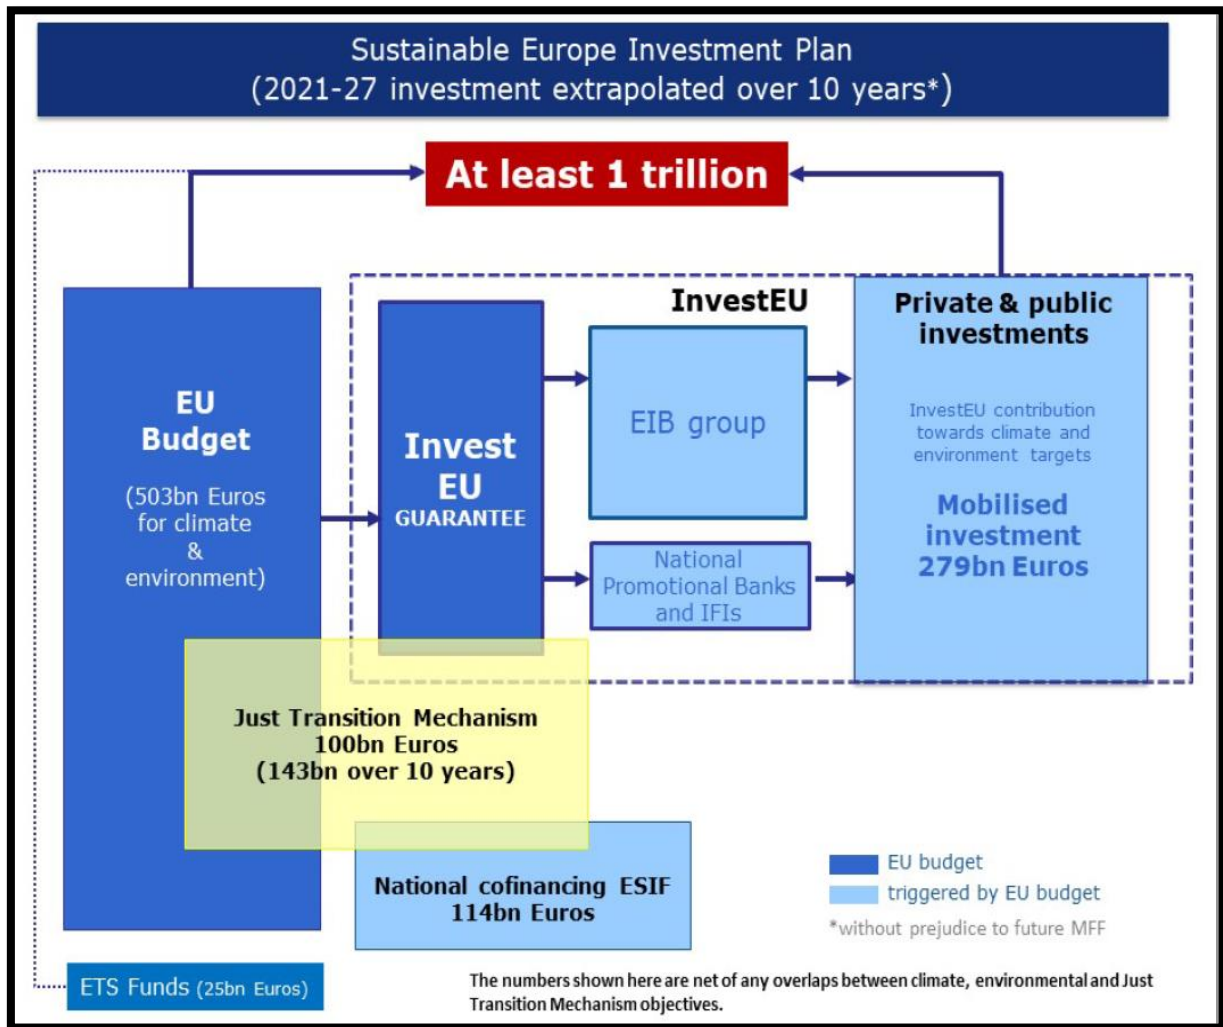 Sustainable Europe Investment Plan
(2021-27 investment extrapolated over 10 years*)
At least 1 trillion
EU
Budget
(503bn Euros
for climate
&
environment)
Invest
EU
GUARANTEE
InvestEU
EIB group
National
Promotional Banks
and IFIs
Private & public
investments
InvestEU contribution
towards climate and
environment targets
Mobilised
investment
279bn Euros
Just Transition Mechanism
100bn Euros
(143bn over 10 years)
National cofinancing ESIF
114bn Euros
EU budget
triggered by EU budget
*without prejudice to future MFF
ETS Funds (25bn Euros)
The numbers shown here are net of any overlaps between climate, environmental and Just
Transition Mechanism objectives.